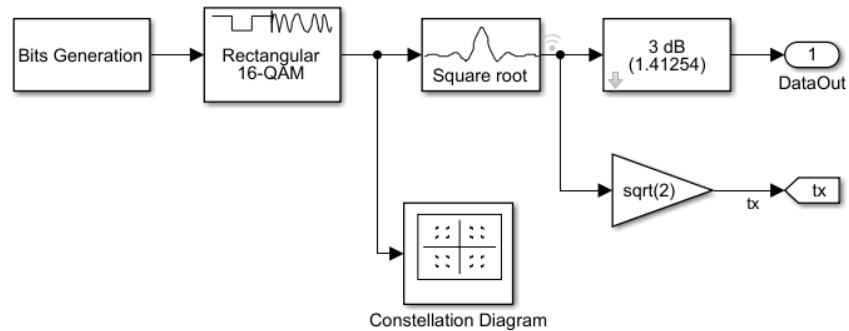 Bits Generation
Rectangular
16-QAM
Square root
3 dB
(1.41254)
1
DataOut
sqrt(2)
tx
tx
Constellation Diagram